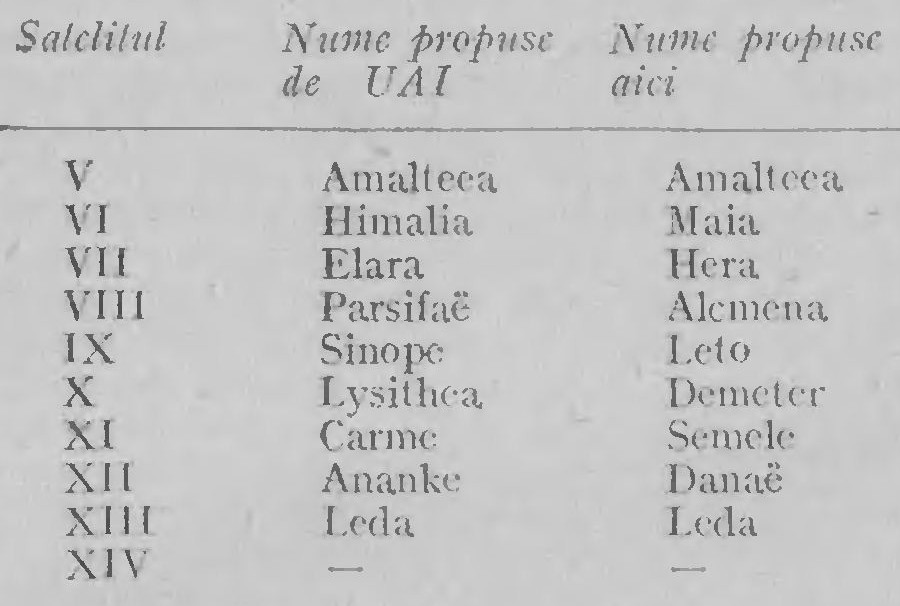 Satelitul Nume propuse Nume propuse
de UAI aici
V Amalteea Amalteea
VI Himalia Maia
VII Elara Hera
VIII Parsifaë Alcmena
IX Sinope Leto
X Lysithea Demeter
XI Carme Semele
XII Ananke Danaë
XIII Leda Leda
XIV — —